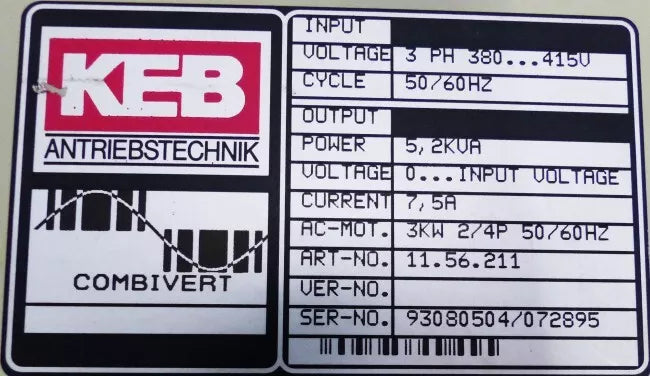 KEB
ANTRIEBSTECHNIK
COMBIVERT
INPUT
VOLTAGE 3 PH 380...415V
CYCLE 50/60HZ
OUTPUT
POWER 5,2KVA
VOLTAGE 0...INPUT VOLTAGE
CURRENT 7,5A
AC-MOT. 3KW 2/4P 50/60HZ
ART-NO. 11.56.211
VER-NO.
SER-NO. 93080504/072895